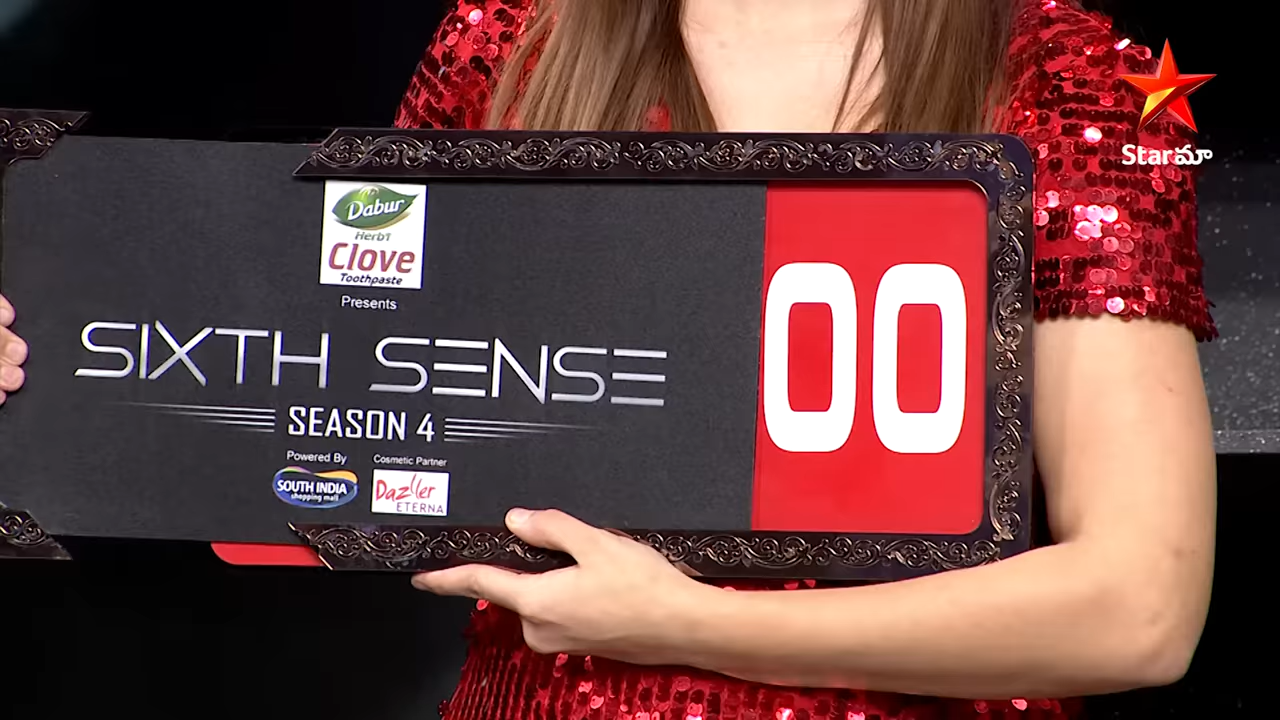 Starమా
Dabur
Herb'l
Clove
Toothpaste
Presents
SIXTH SENSE
SEASON 4
Powered By
SOUTH INDIA
shopping mall
Cosmetic Partner
Dazller
ETERNA
00